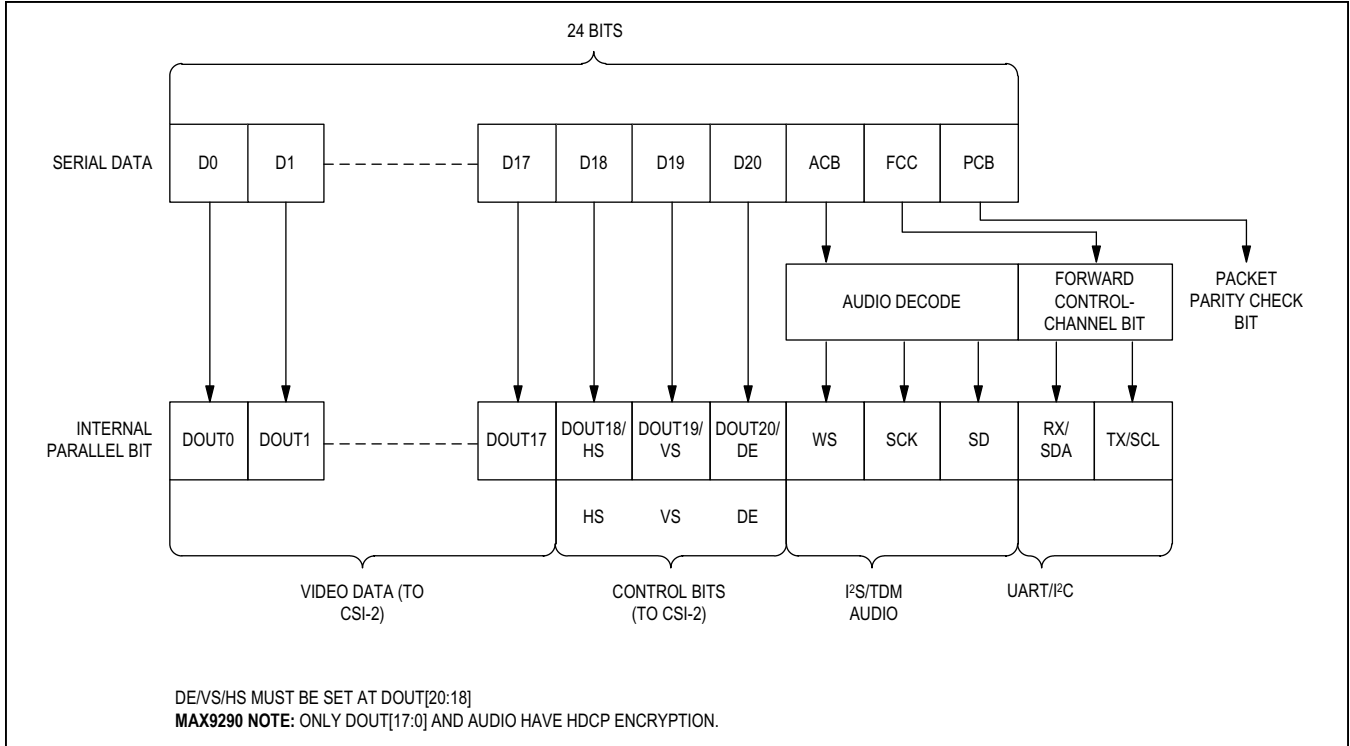 24 BITS
SERIAL DATA
D0
D1
D17
D18
D19
D20
ACB
FCC
PCB
AUDIO DECODE
FORWARD
CONTROL-
CHANNEL BIT
PACKET
PARITY CHECK
BIT
INTERNAL
PARALLEL BIT
DOUT0
DOUT1
DOUT17
DOUT18/
HS
DOUT19/
VS
DOUT20/
DE
WS
SCK
SD
RX/
SDA
TX/SCL
HS
VS
DE
VIDEO DATA (TO
CSI-2)
CONTROL BITS
(TO CSI-2)
I²S/TDM
AUDIO
UART/I²C
DE/VS/HS MUST BE SET AT DOUT[20:18]
MAX9290 NOTE: ONLY DOUT[17:0] AND AUDIO HAVE HDCP ENCRYPTION.